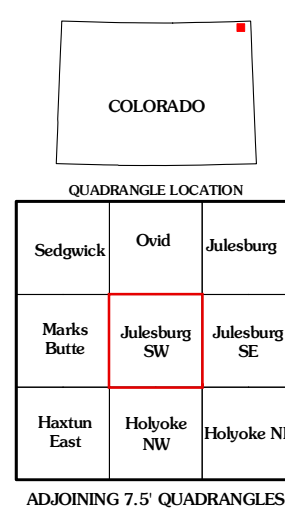 COLORADO
QUADRANGLE LOCATION
Sedgwick Ovid Julesburg
Marks Butte Julesburg SW Julesburg SE
Haxtun East Holyoke NW Holyoke N
ADJOINING 7.5' QUADRANGLES